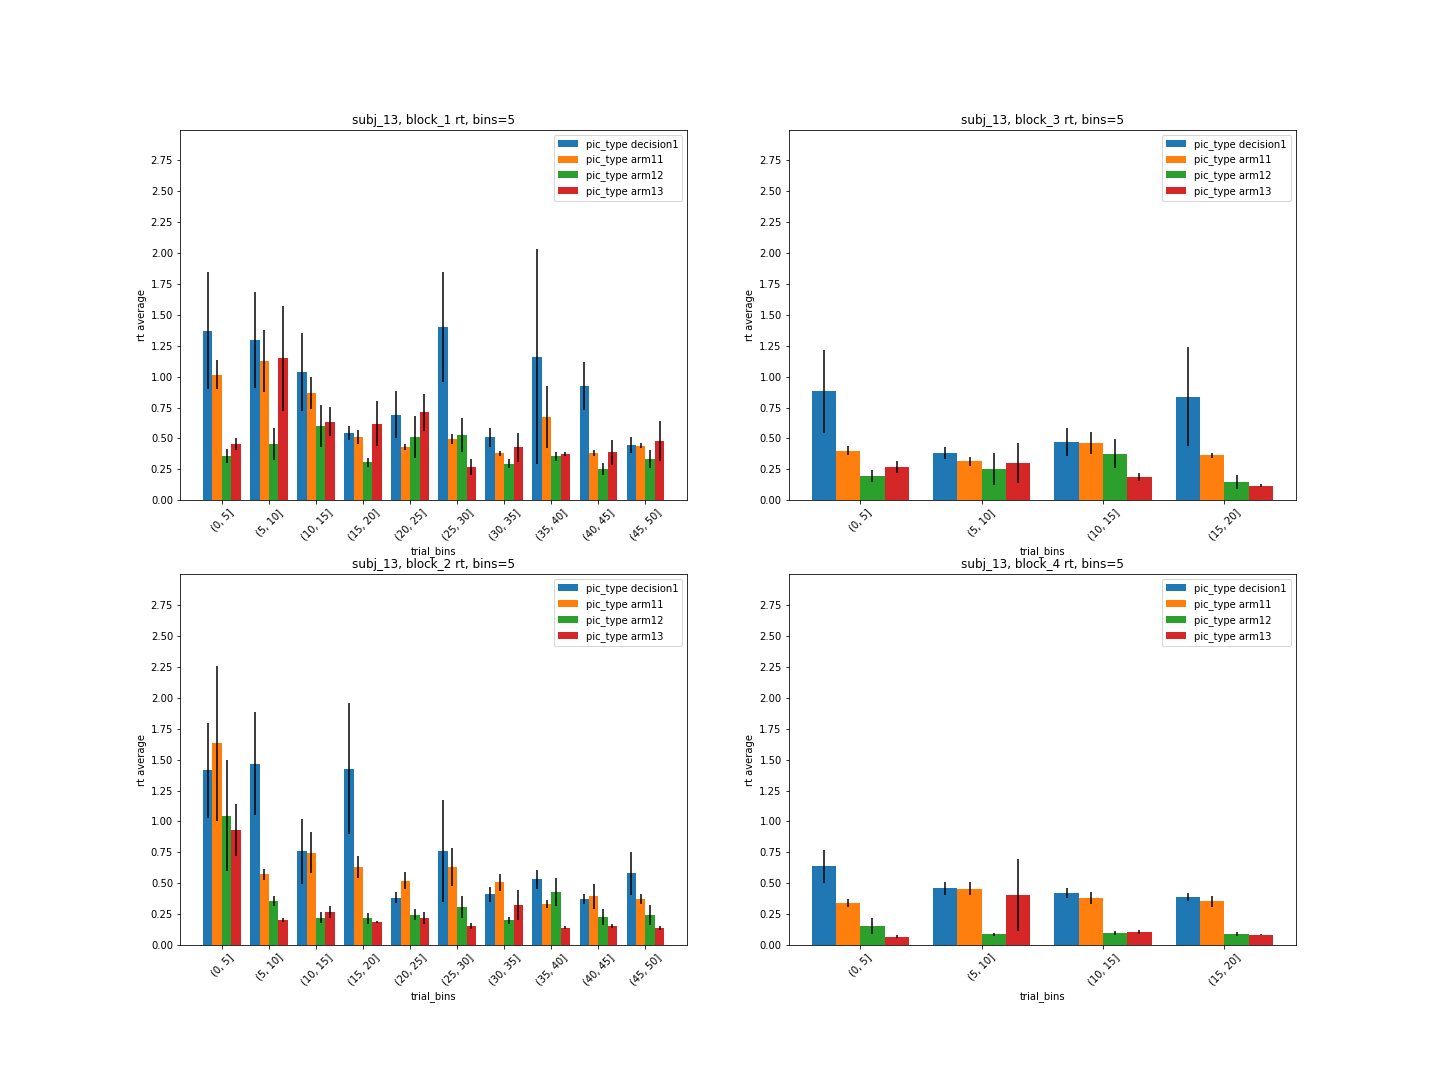 subj_13, block_1 rt, bins=5
pic_type decision1
pic_type arm11
pic_type arm12
pic_type arm13
rt average
2.75
2.50
2.25
2.00
1.75
1.50
1.25
1.00
0.75
0.50
0.25
0.00
(0, 5]
(5, 10]
(10, 15]
(15, 20]
(20, 25]
(25, 30]
(30, 35]
(35, 40]
(40, 45]
(45, 50]
trial_bins
subj_13, block_3 rt, bins=5
pic_type decision1
pic_type arm11
pic_type arm12
pic_type arm13
rt average
2.75
2.50
2.25
2.00
1.75
1.50
1.25
1.00
0.75
0.50
0.25
0.00
(0, 5]
(5, 10]
(10, 15]
(15, 20]
trial_bins
subj_13, block_2 rt, bins=5
pic_type decision1
pic_type arm11
pic_type arm12
pic_type arm13
rt average
2.75
2.50
2.25
2.00
1.75
1.50
1.25
1.00
0.75
0.50
0.25
0.00
(0, 5]
(5, 10]
(10, 15]
(15, 20]
(20, 25]
(25, 30]
(30, 35]
(35, 40]
(40, 45]
(45, 50]
trial_bins
subj_13, block_4 rt, bins=5
pic_type decision1
pic_type arm11
pic_type arm12
pic_type arm13
rt average
2.75
2.50
2.25
2.00
1.75
1.50
1.25
1.00
0.75
0.50
0.25
0.00
(0, 5]
(5, 10]
(10, 15]
(15, 20]
trial_bins